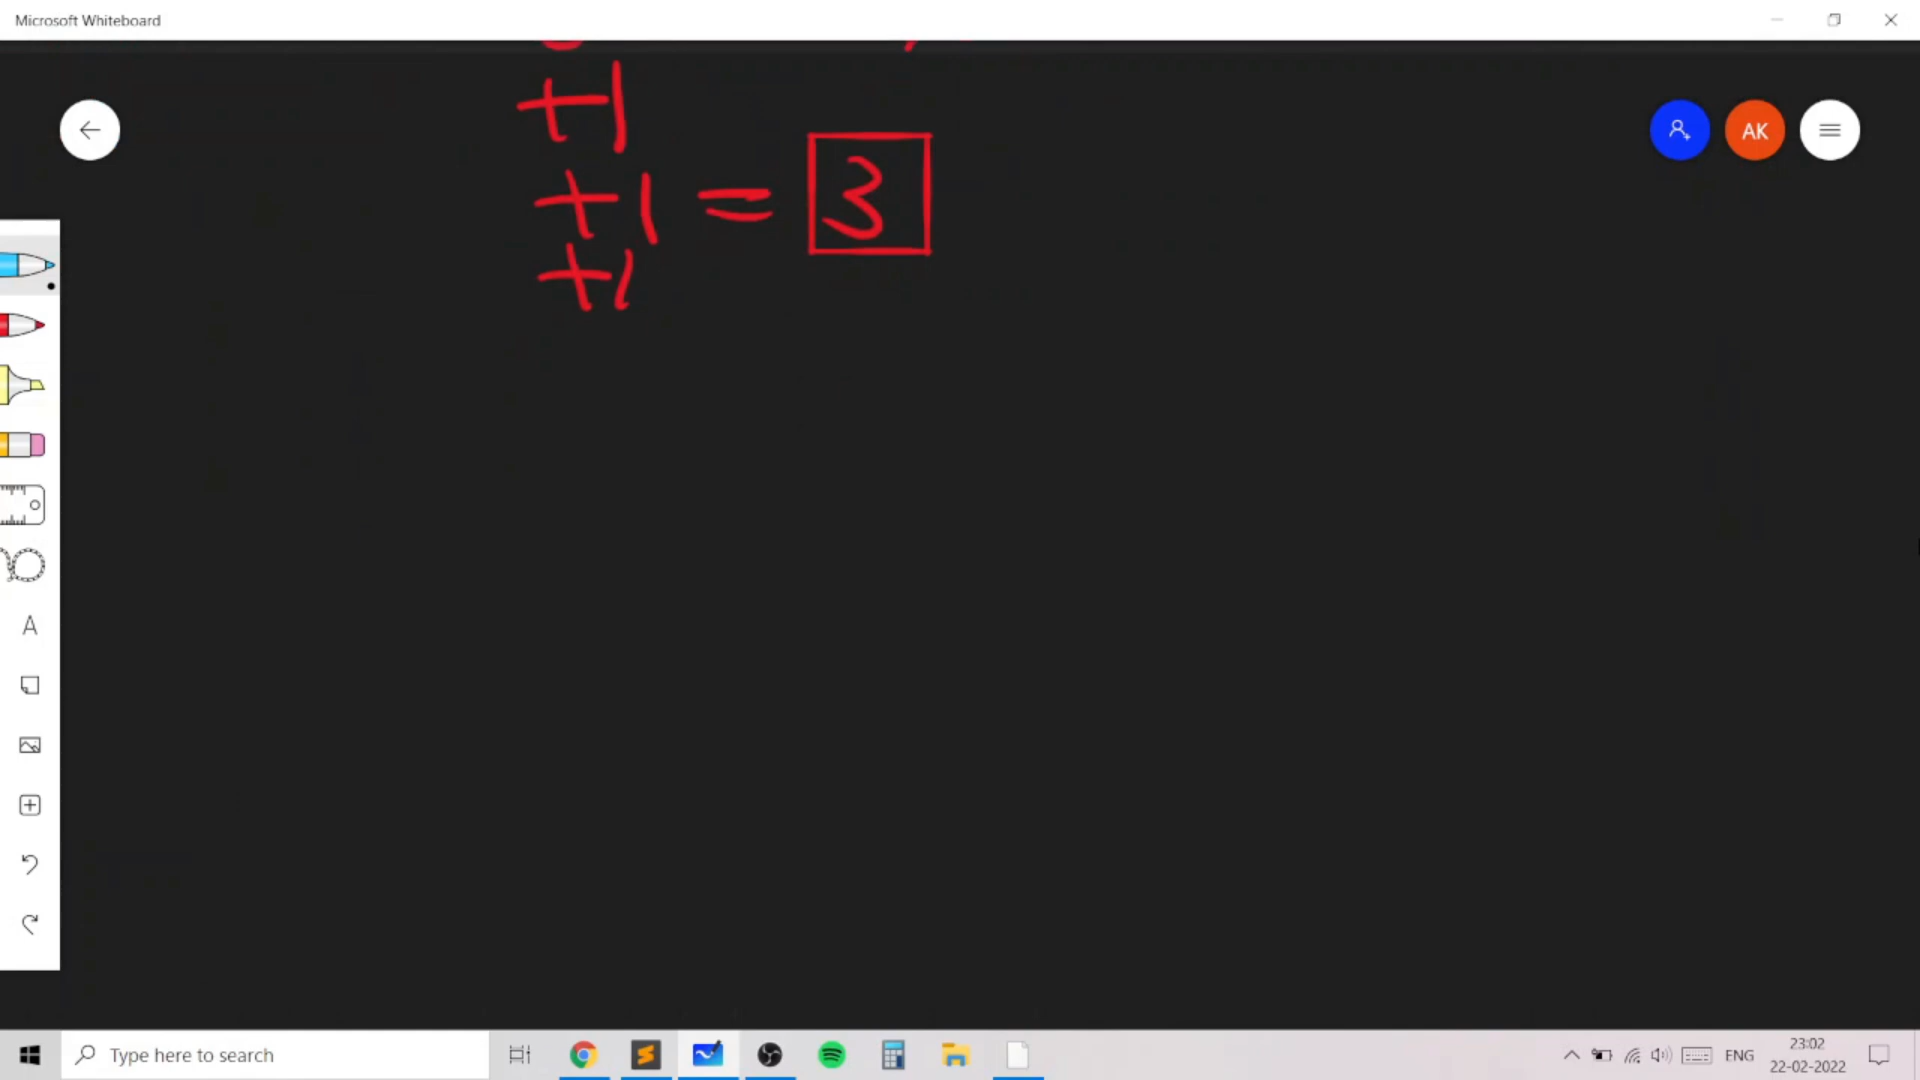 Microsoft Whiteboard
+1
AK
+1 = 3
+1
A
Type here to search
ENG
23:02
22-02-2022